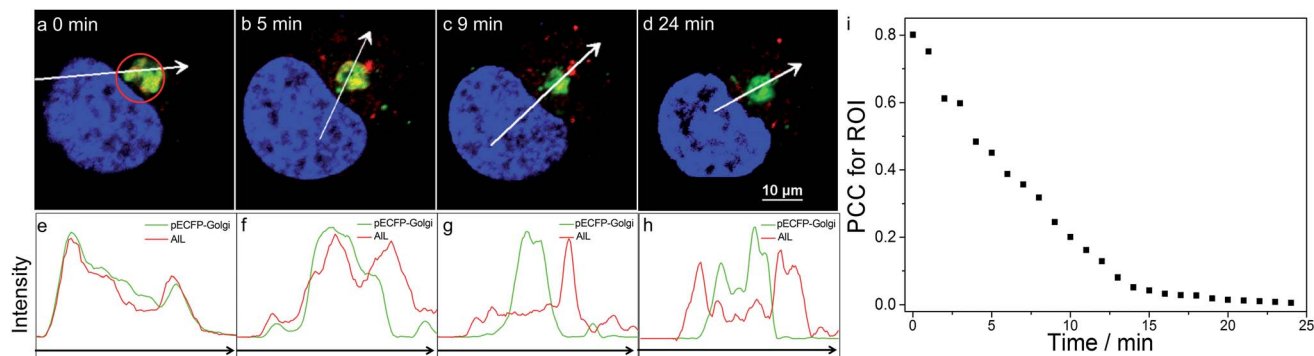 a 0 min
b 5 min
c 9 min
d 24 min
10 µm
e
pECFP-Golgi
AIL
f
pECFP-Golgi
AIL
g
pECFP-Golgi
AIL
h
pECFP-Golgi
AIL
Intensity
i
PCC for ROI
0.8
0.6
0.4
0.2
0.0
0 5 10 15 20 25
Time / min